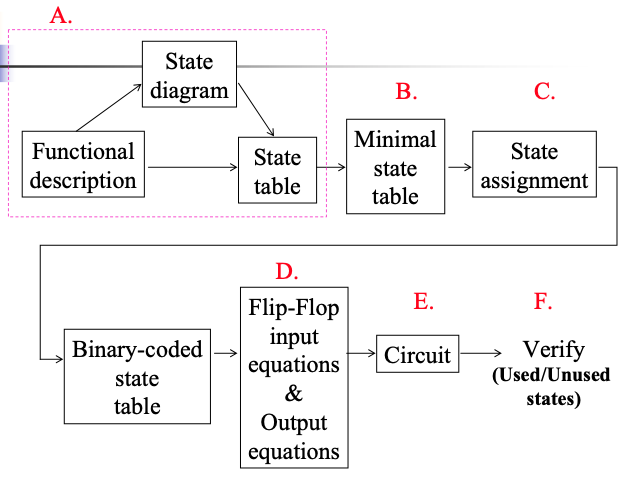 A.
State
diagram
B.
C.
Functional
description
State
table
Minimal
state
table
State
assignment
D.
E.
F.
Binary-coded
state
table
Flip-Flop
input
equations
&
Output
equations
Circuit
Verify
(Used/Unused
states)